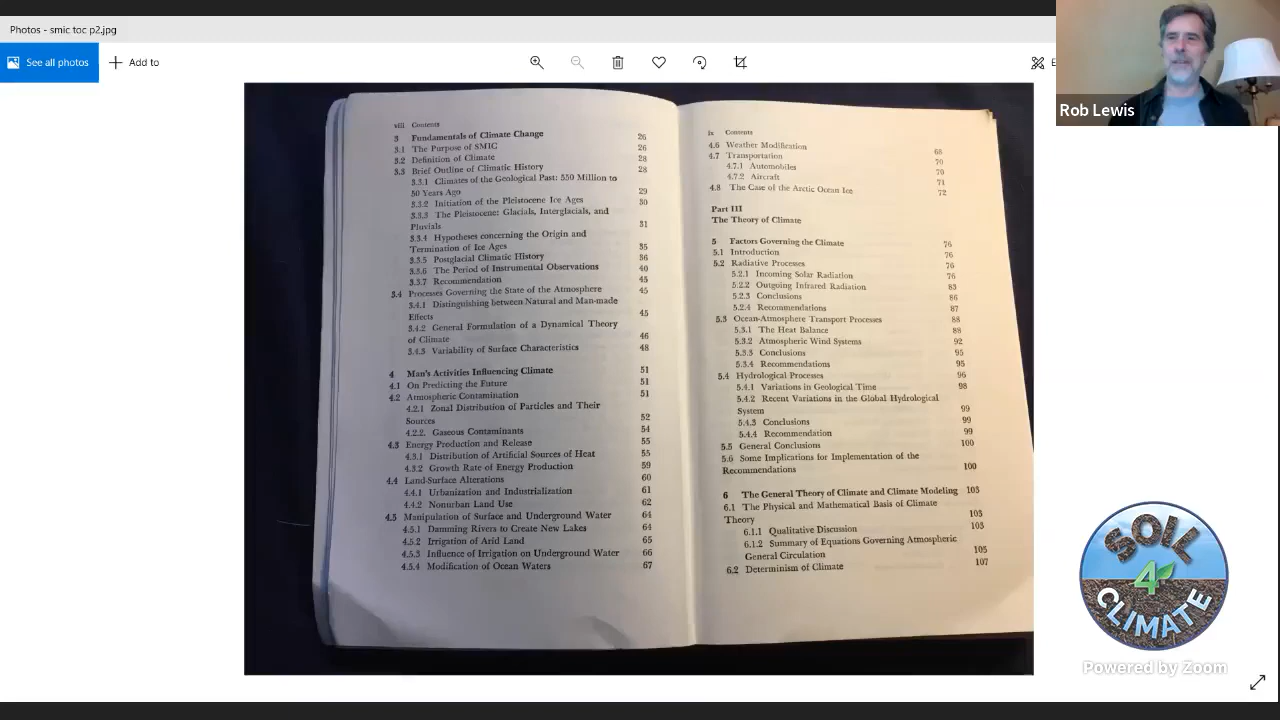 Photos - smic toc p2.jpg
See all photos
Add to
Rob Lewis
viii Contents
3 Fundamentals of Climate Change 26
3.1 The Purpose of SMIC 26
3.2 Definition of Climate 28
3.3 Brief Outline of Climatic History 28
3.3.1 Climates of the Geological Past: 550 Million to
50 Years Ago 29
3.3.2 Initiation of the Pleistocene Ice Ages 30
3.3.3 The Pleistocene: Glacials, Interglacials, and
Pluvials 31
3.3.4 Hypotheses concerning the Origin and
Termination of Ice Ages 35
3.3.5 Postglacial Climatic History 36
3.3.6 The Period of Instrumental Observations 40
3.3.7 Recommendation 45
3.4 Processes Governing the State of the Atmosphere 45
3.4.1 Distinguishing between Natural and Man-made
Effects 45
3.4.2 General Formulation of a Dynamical Theory
of Climate 46
3.4.3 Variability of Surface Characteristics 48
4 Man's Activities Influencing Climate 51
4.1 On Predicting the Future 51
4.2 Atmospheric Contamination 51
4.2.1 Zonal Distribution of Particles and Their
Sources 52
4.2.2. Gaseous Contaminants 54
4.3 Energy Production and Release 55
4.3.1 Distribution of Artificial Sources of Heat 55
4.3.2 Growth Rate of Energy Production 59
4.4 Land-Surface Alterations 60
4.4.1 Urbanization and Industrialization 61
4.4.2 Nonurban Land Use 62
4.5 Manipulation of Surface and Underground Water 64
4.5.1 Damming Rivers to Create New Lakes 64
4.5.2 Irrigation of Arid Land 65
4.5.3 Influence of Irrigation on Underground Water 66
4.5.4 Modification of Ocean Waters 67
ix Contents
4.6 Weather Modification 68
4.7 Transportation 70
4.7.1 Automobiles 70
4.7.2 Aircraft 71
4.8 The Case of the Arctic Ocean Ice 72
Part III
The Theory of Climate
5 Factors Governing the Climate 76
5.1 Introduction 76
5.2 Radiative Processes 76
5.2.1 Incoming Solar Radiation 76
5.2.2 Outgoing Infrared Radiation 83
5.2.3 Conclusions 86
5.2.4 Recommendations 87
5.3 Ocean-Atmosphere Transport Processes 88
5.3.1 The Heat Balance 88
5.3.2 Atmospheric Wind Systems 92
5.3.3 Conclusions 95
5.3.4 Recommendations 95
5.4 Hydrological Processes 96
5.4.1 Variations in Geological Time 98
5.4.2 Recent Variations in the Global Hydrological
System 99
5.4.3 Conclusions 99
5.4.4 Recommendation 99
5.5 General Conclusions 100
5.6 Some Implications for Implementation of the
Recommendations 100
6 The General Theory of Climate and Climate Modeling 103
6.1 The Physical and Mathematical Basis of Climate
Theory 103
6.1.1 Qualitative Discussion 103
6.1.2 Summary of Equations Governing Atmospheric
General Circulation 105
6.2 Determinism of Climate 107
SOIL
4
CLIMATE
Powered by Zoom